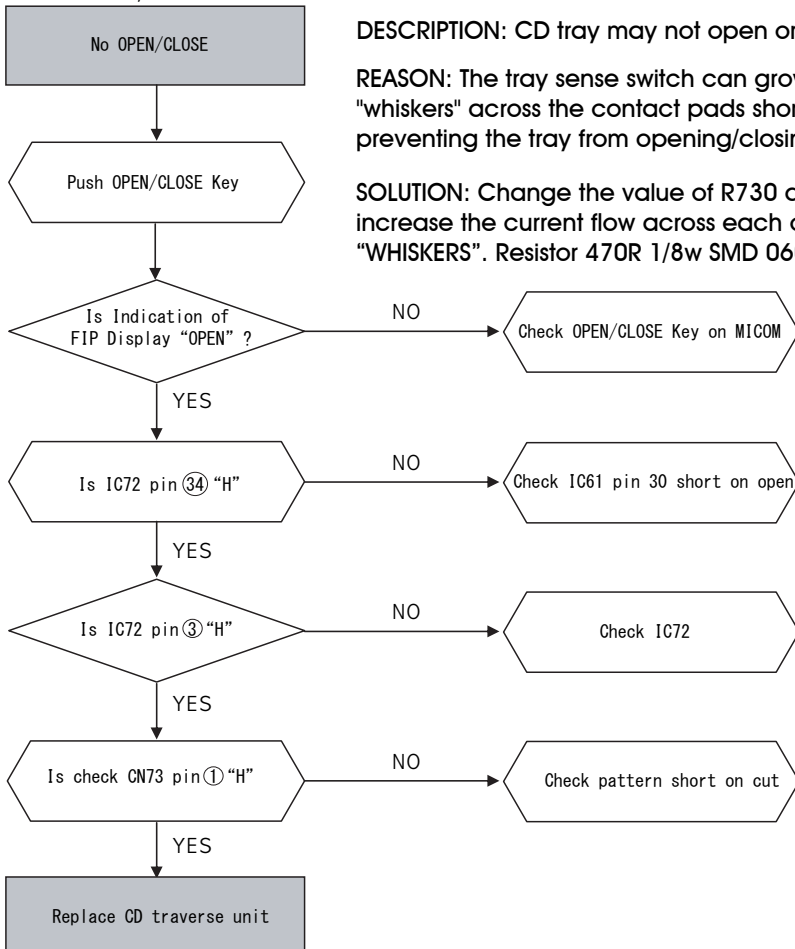 No OPEN/CLOSE
DESCRIPTION: CD tray may not open or
REASON: The tray sense switch can grow
"whiskers" across the contact pads
preventing the tray from
SOLUTION: Change the value of R730
increase the current flow across each
“WHISKERS”. Resistor 470R 1/8w SMD
Push OPEN/CLOSE Key
Is Indication of
FIP Display “OPEN” ?
NO
Check OPEN/CLOSE Key on MICOM
YES
Is IC72 pin ㉞ “H”
NO
Check IC61 pin 30 short on open
YES
Is IC72 pin ③ “H”
NO
Check IC72
YES
Is check CN73 pin ① “H”
NO
Check pattern short on cut
YES
Replace CD traverse unit